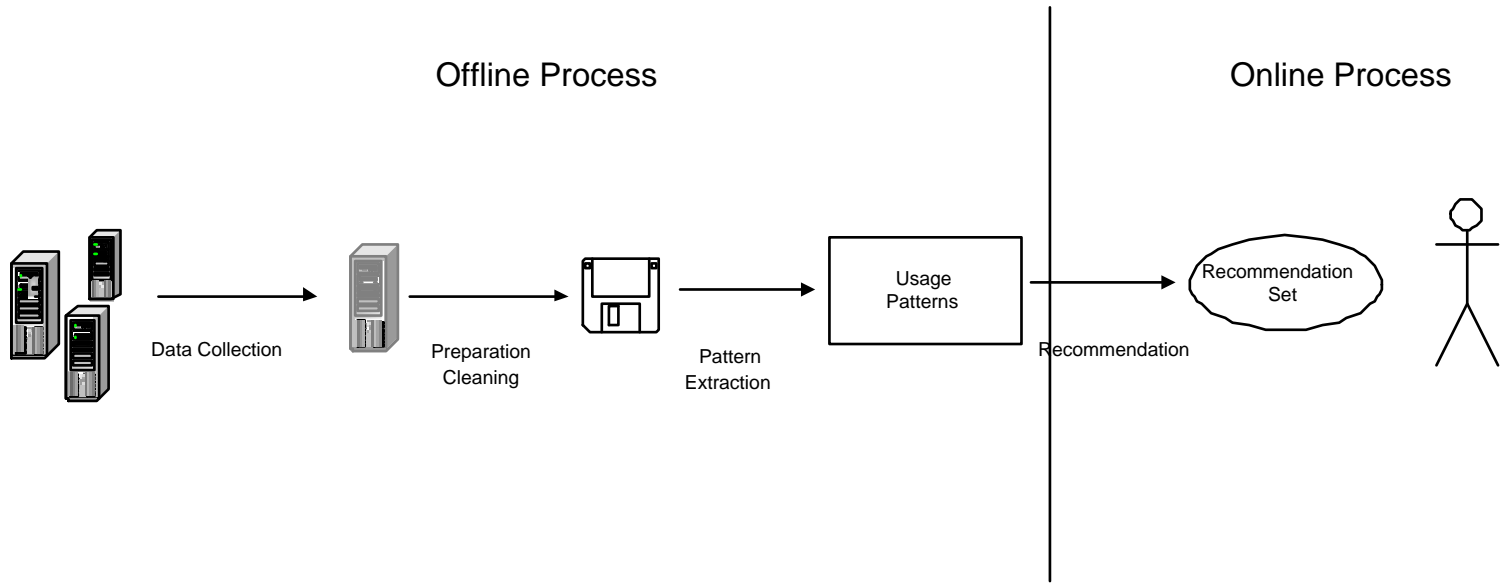 Offline Process
Online Process
Data Collection
Preparation
Cleaning
Pattern
Extraction
Usage
Patterns
Recommendation
Recommendation
Set